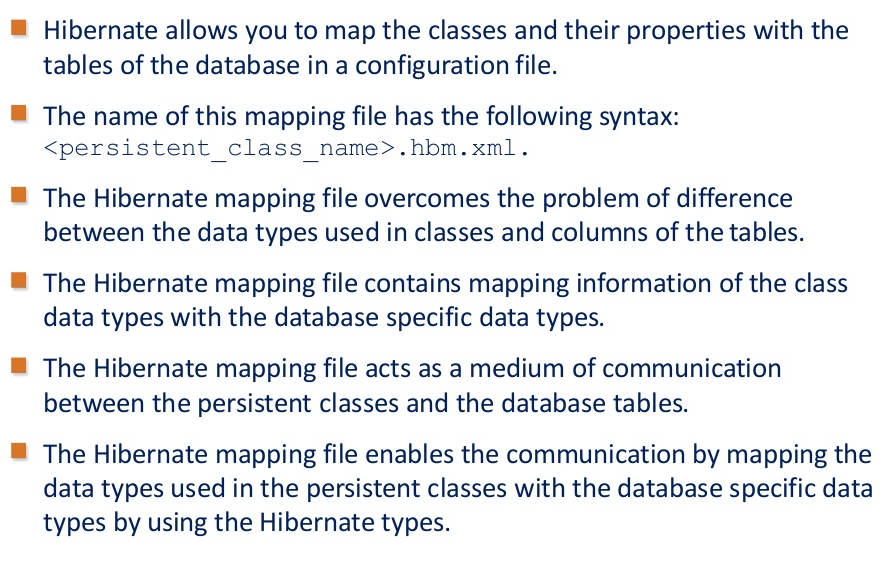 Hibernate allows you to map the classes and their properties with the
tables of the database in a configuration file.
The name of this mapping file has the following syntax:
<persistent_class_name>.hbm.xml.
The Hibernate mapping file overcomes the problem of difference
between the data types used in classes and columns of the tables.
The Hibernate mapping file contains mapping information of the class
data types with the database specific data types.
The Hibernate mapping file acts as a medium of communication
between the persistent classes and the database tables.
The Hibernate mapping file enables the communication by mapping the
data types used in the persistent classes with the database specific data
types by using the Hibernate types.